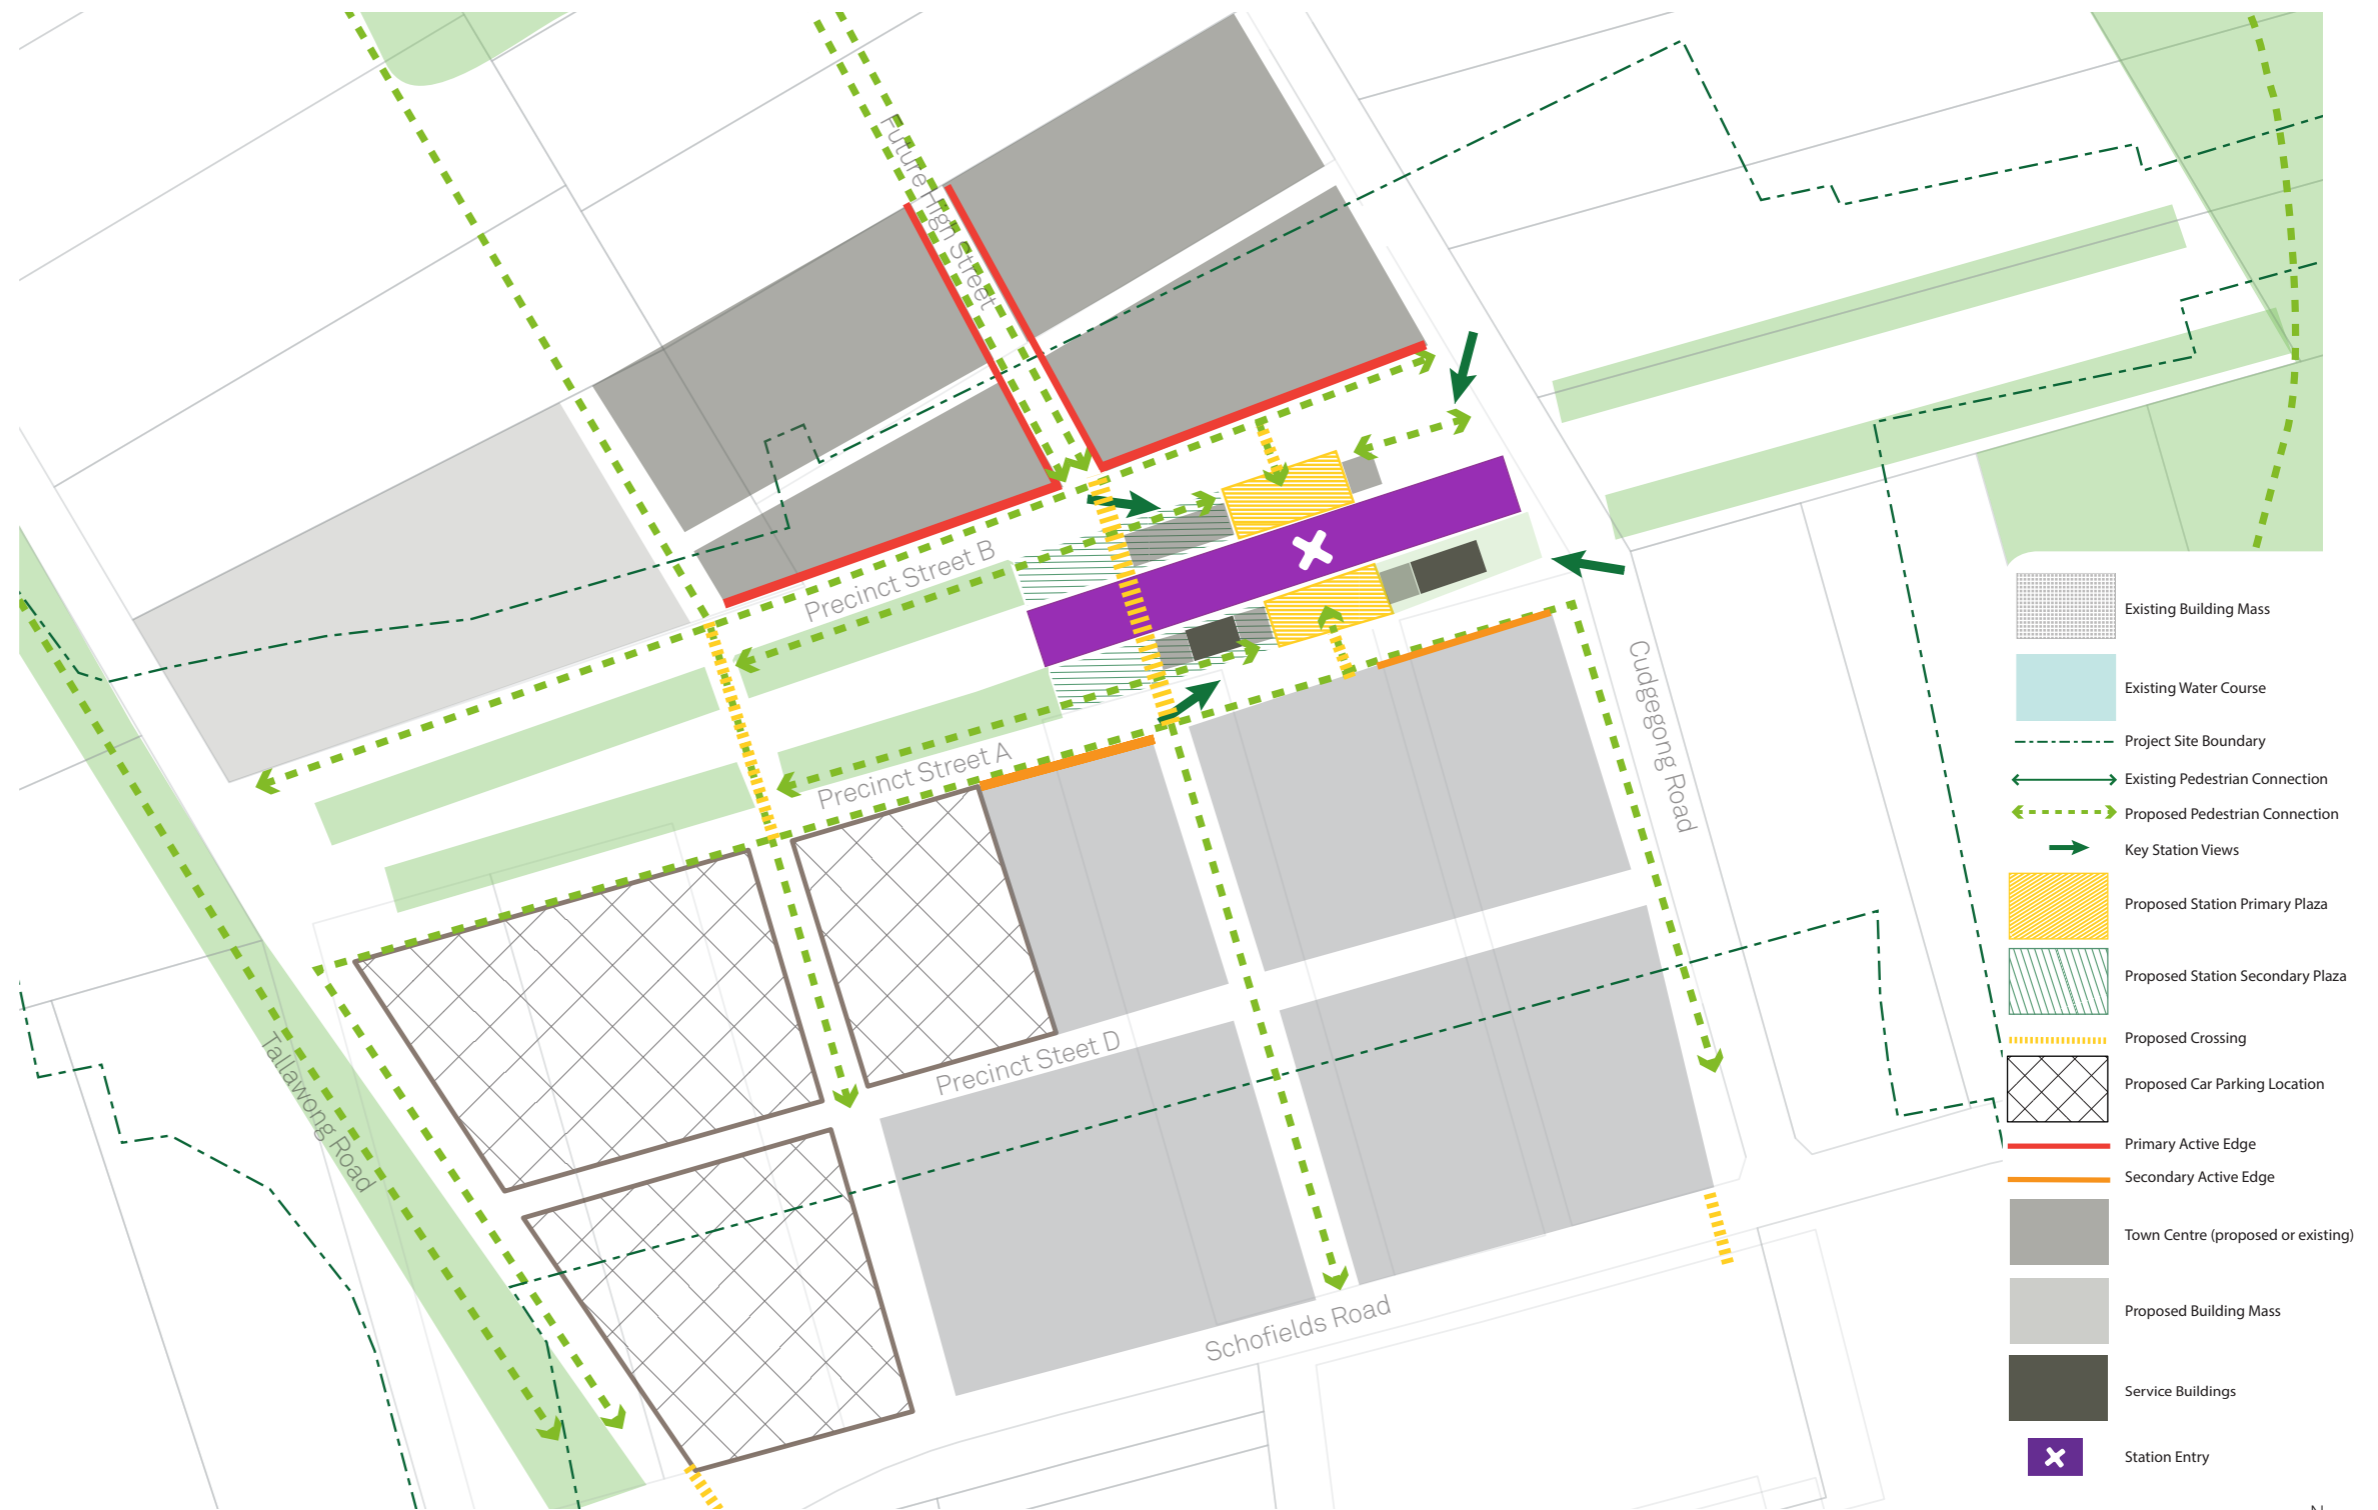 Future High Street
Precinct Street B
Precinct Street A
Precinct Steet D
Cudgegong Road
Tallawong Road
Schofields Road
Existing Building Mass
Existing Water Course
Project Site Boundary
Existing Pedestrian Connection
Proposed Pedestrian Connection
Key Station Views
Proposed Station Primary Plaza
Proposed Station Secondary Plaza
Proposed Crossing
Proposed Car Parking Location
Primary Active Edge
Secondary Active Edge
Town Centre (proposed or existing)
Proposed Building Mass
Service Buildings
Station Entry